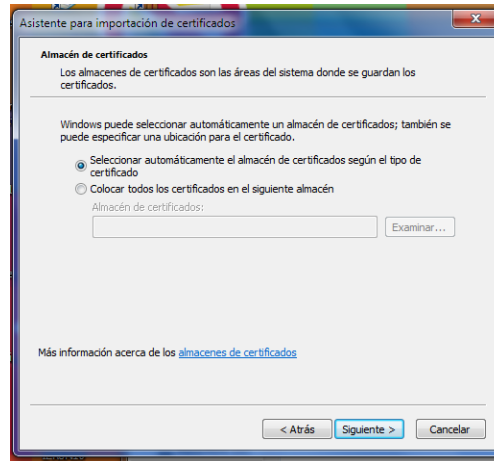 Asistente para importación de certificados
Almacén de certificados
Los almacenes de certificados son las áreas del sistema donde se guardan los
certificados.
Windows puede seleccionar automáticamente un almacén de certificados; también se
puede especificar una ubicación para el certificado.
Seleccionar automáticamente el almacén de certificados según el tipo de
certificado
Colocar todos los certificados en el siguiente almacén
Almacén de certificados:
Examinar...
Más información acerca de los almacenes de certificados
< Atrás Siguiente > Cancelar